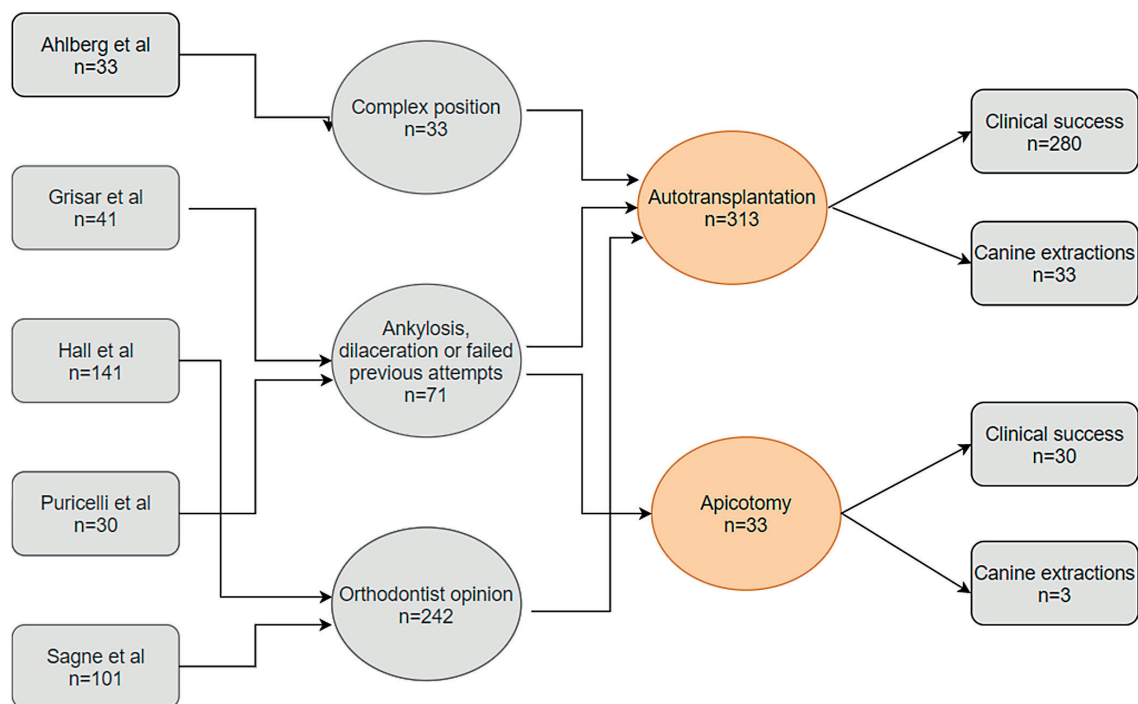 Ahlberg et al
n=33
Grisar et al
n=41
Hall et al
n=141
Puricelli et al
n=30
Sagne et al
n=101
Complex position
n=33
Ankylosis,
dilaceration or failed
previous attempts
n=71
Orthodontist opinion
n=242
Autotransplantation
n=313
Apicotomy
n=33
Clinical success
n=280
Canine extractions
n=33
Clinical success
n=30
Canine extractions
n=3